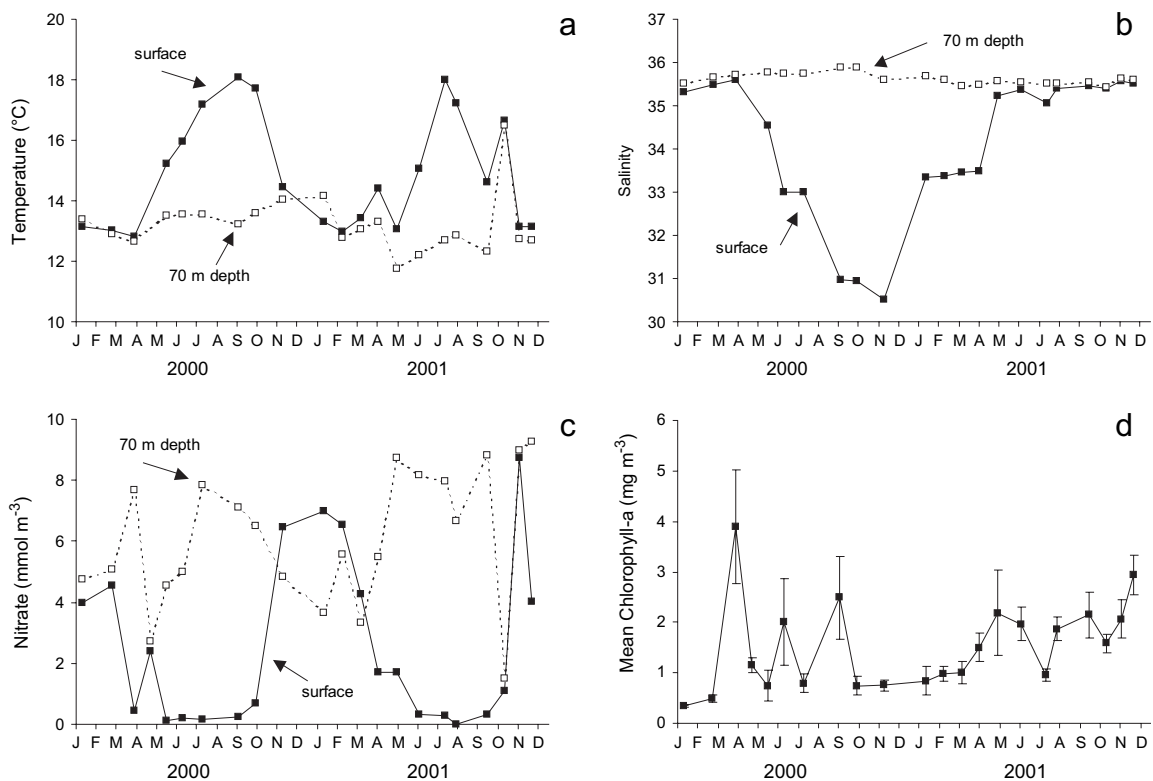 a
Temperature (°C)
20
18
16
14
12
10
surface
70 m depth
J F M A M J J A S O N D J F M A M J J A S O N D
2000 2001
b
Salinity
37
36
35
34
33
32
31
30
70 m depth
surface
J F M A M J J A S O N D J F M A M J J A S O N D
2000 2001
c
Nitrate (mmol m-3)
10
8
6
4
2
0
70 m depth
surface
J F M A M J J A S O N D J F M A M J J A S O N D
2000 2001
d
Mean Chlorophyll-a (mg m-3)
6
5
4
3
2
1
0
J F M A M J J A S O N D J F M A M J J A S O N D
2000 2001